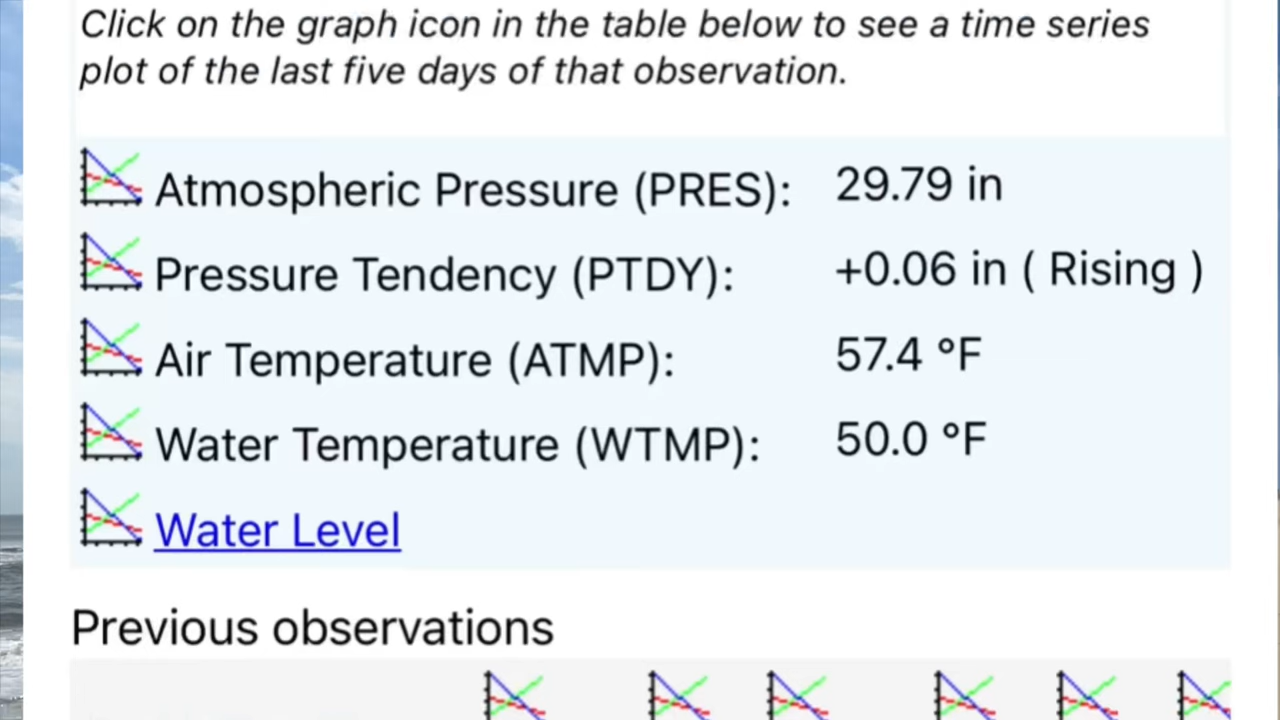 Click on the graph icon in the table below to see a time series
plot of the last five days of that observation.
Atmospheric Pressure (PRES): 29.79 in
Pressure Tendency (PTDY): +0.06 in ( Rising )
Air Temperature (ATMP): 57.4 °F
Water Temperature (WTMP): 50.0 °F
Water Level
Previous observations